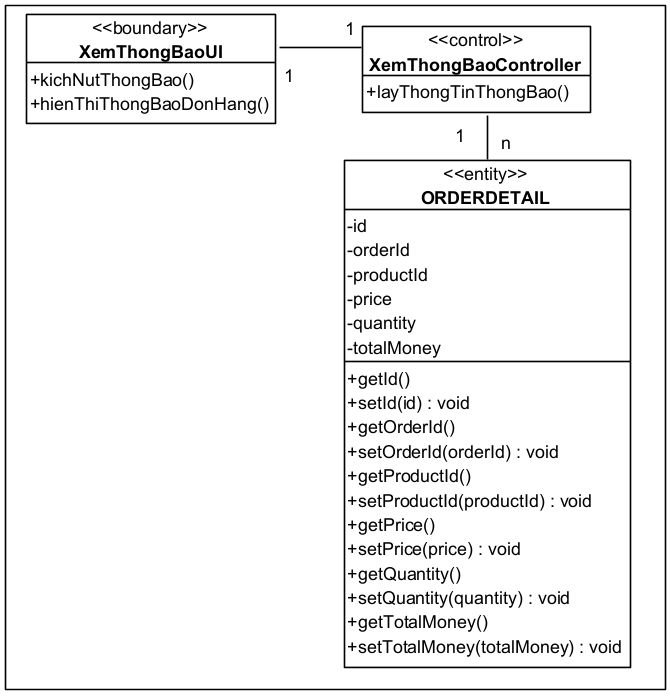 <<boundary>>
XemThongBaoUI
+kichNutThongBao()
+hienThiThongBaoDonHang()
1
1
<<control>>
XemThongBaoController
+layThongTinThongBao()
1
n
<<entity>>
ORDERDETAIL
-id
-orderId
-productId
-price
-quantity
-totalMoney
+getId()
+setId(id) : void
+getOrderId()
+setOrderId(orderId) : void
+getProductId()
+setProductId(productId) : void
+getPrice()
+setPrice(price) : void
+getQuantity()
+setQuantity(quantity) : void
+getTotalMoney()
+setTotalMoney(totalMoney) : void